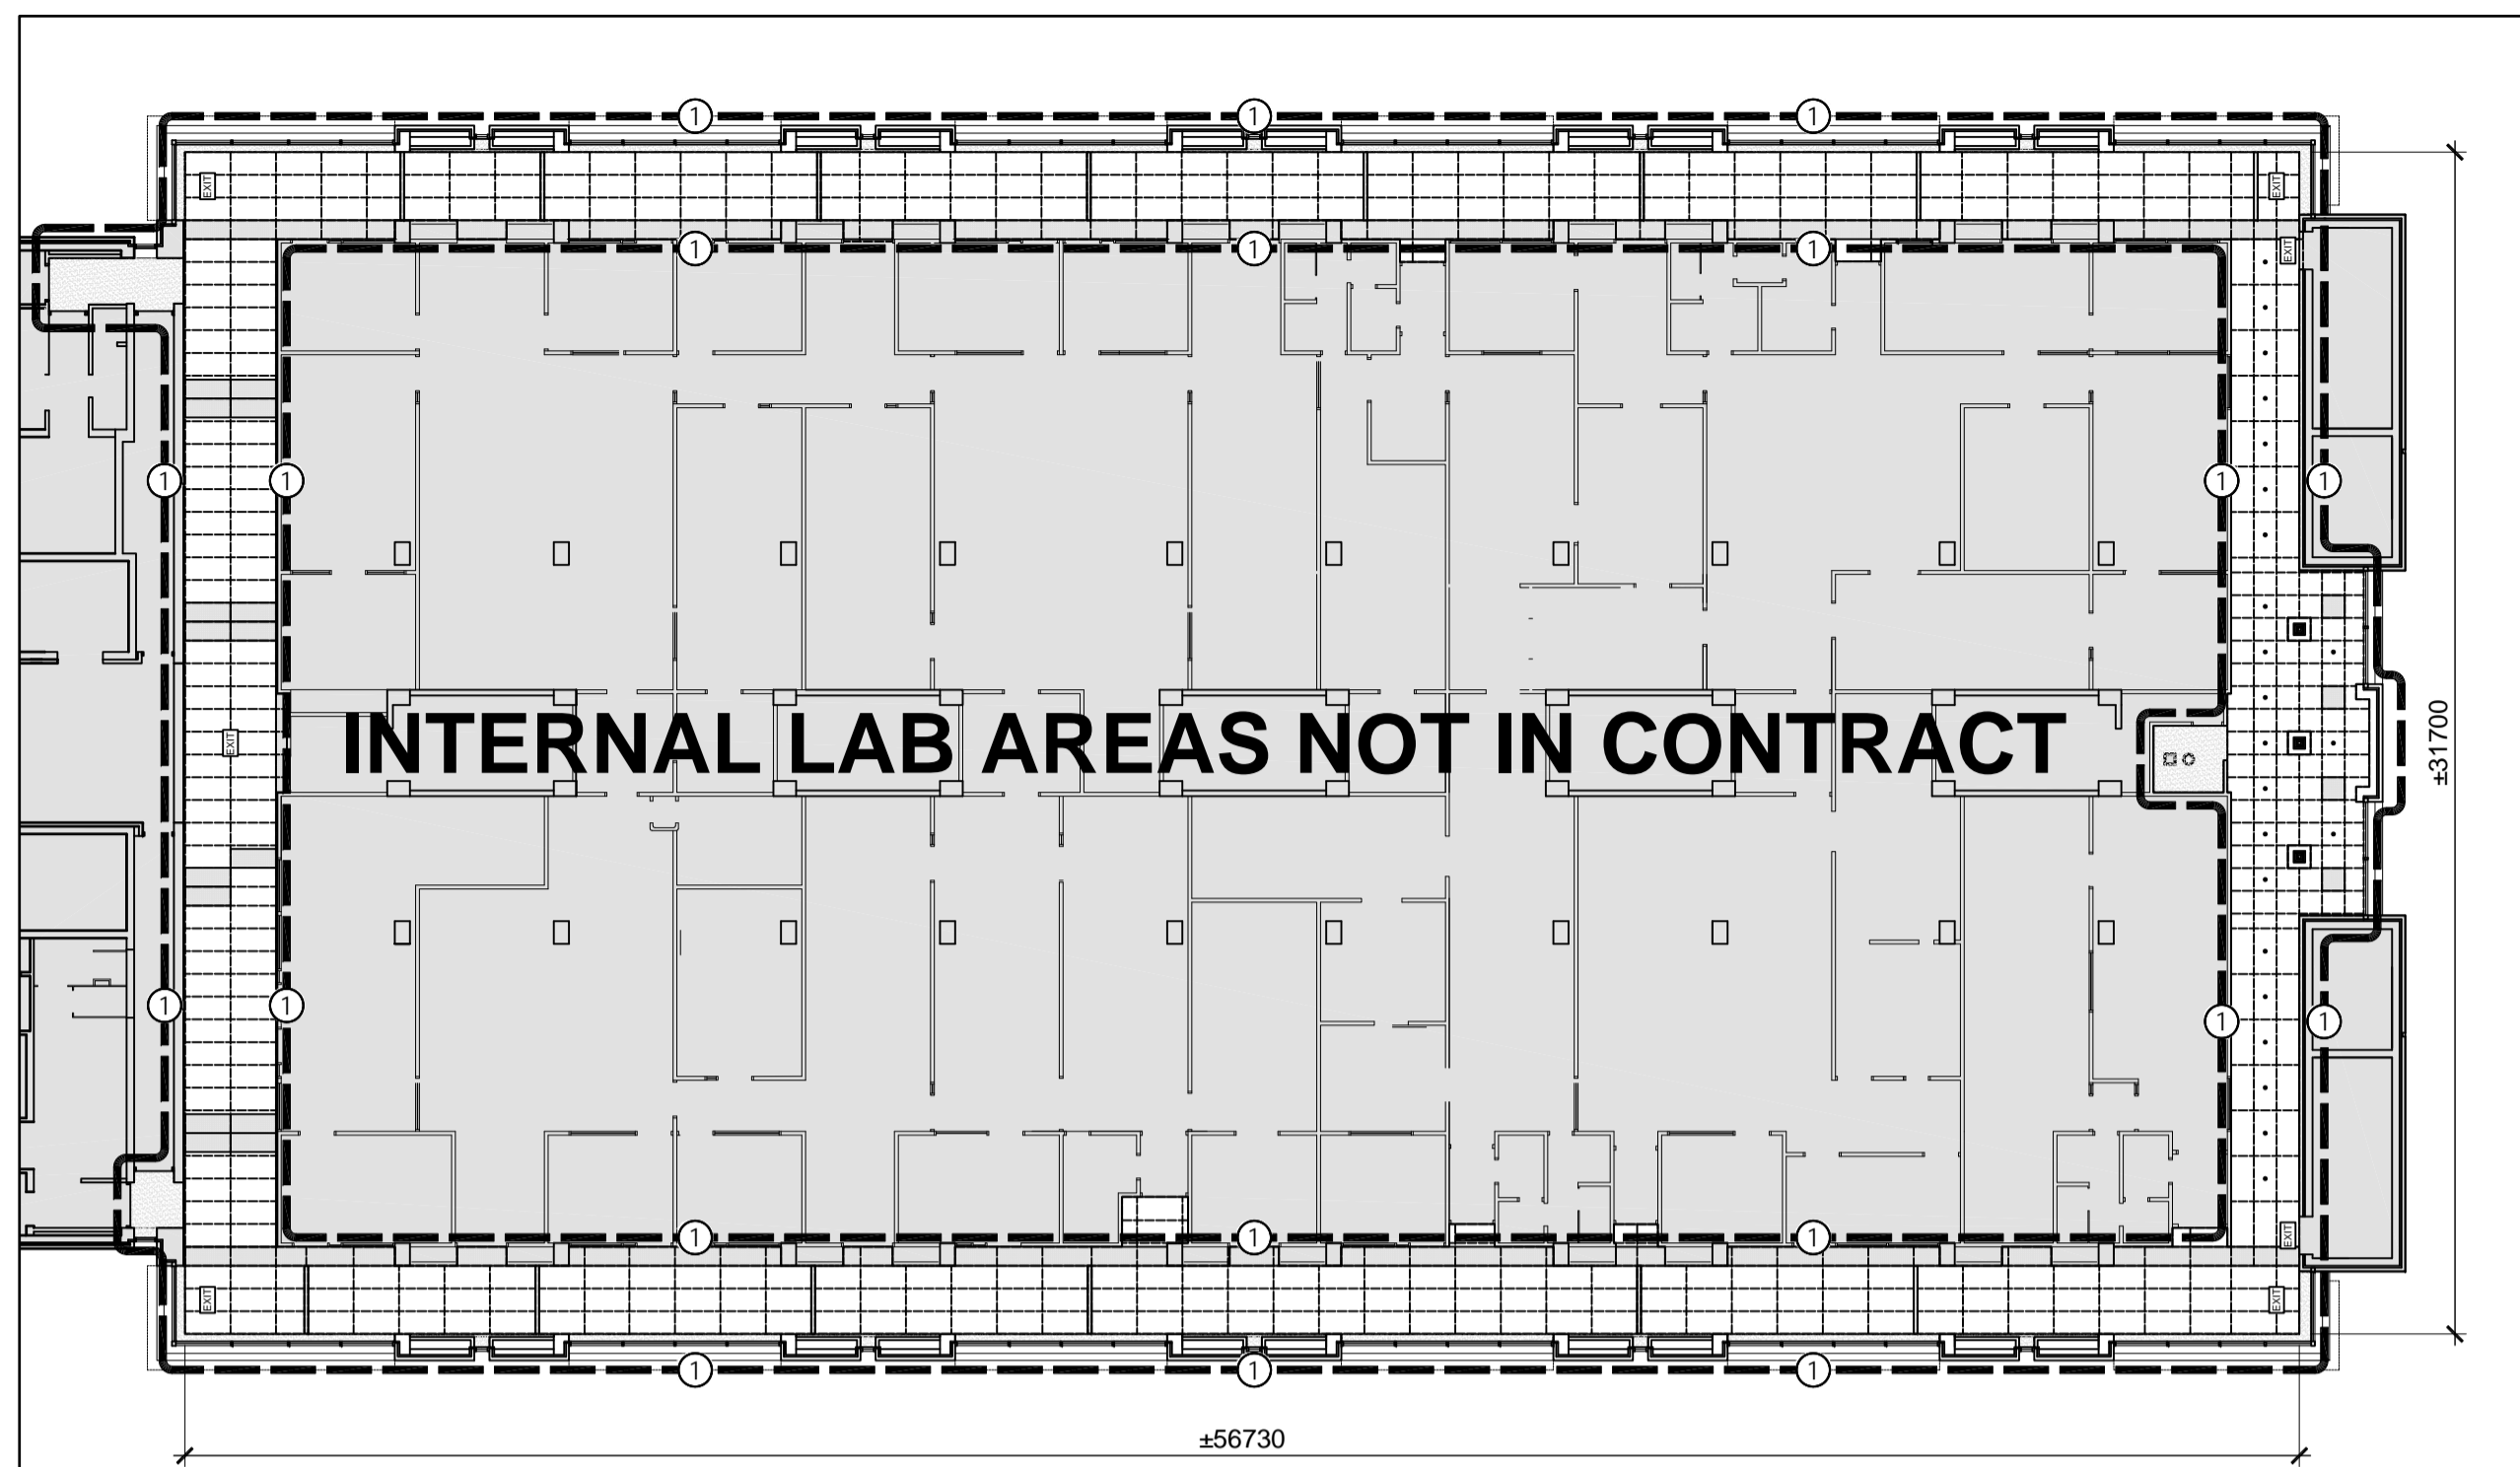 1 1 1
EXIT EXIT
1 1 1
EXIT
1 1 1 1
INTERNAL LAB AREAS NOT IN CONTRACT
EXIT
±31700
1 1 1 1
1 1 1
EXIT
EXIT EXIT
1 1 1
±56730